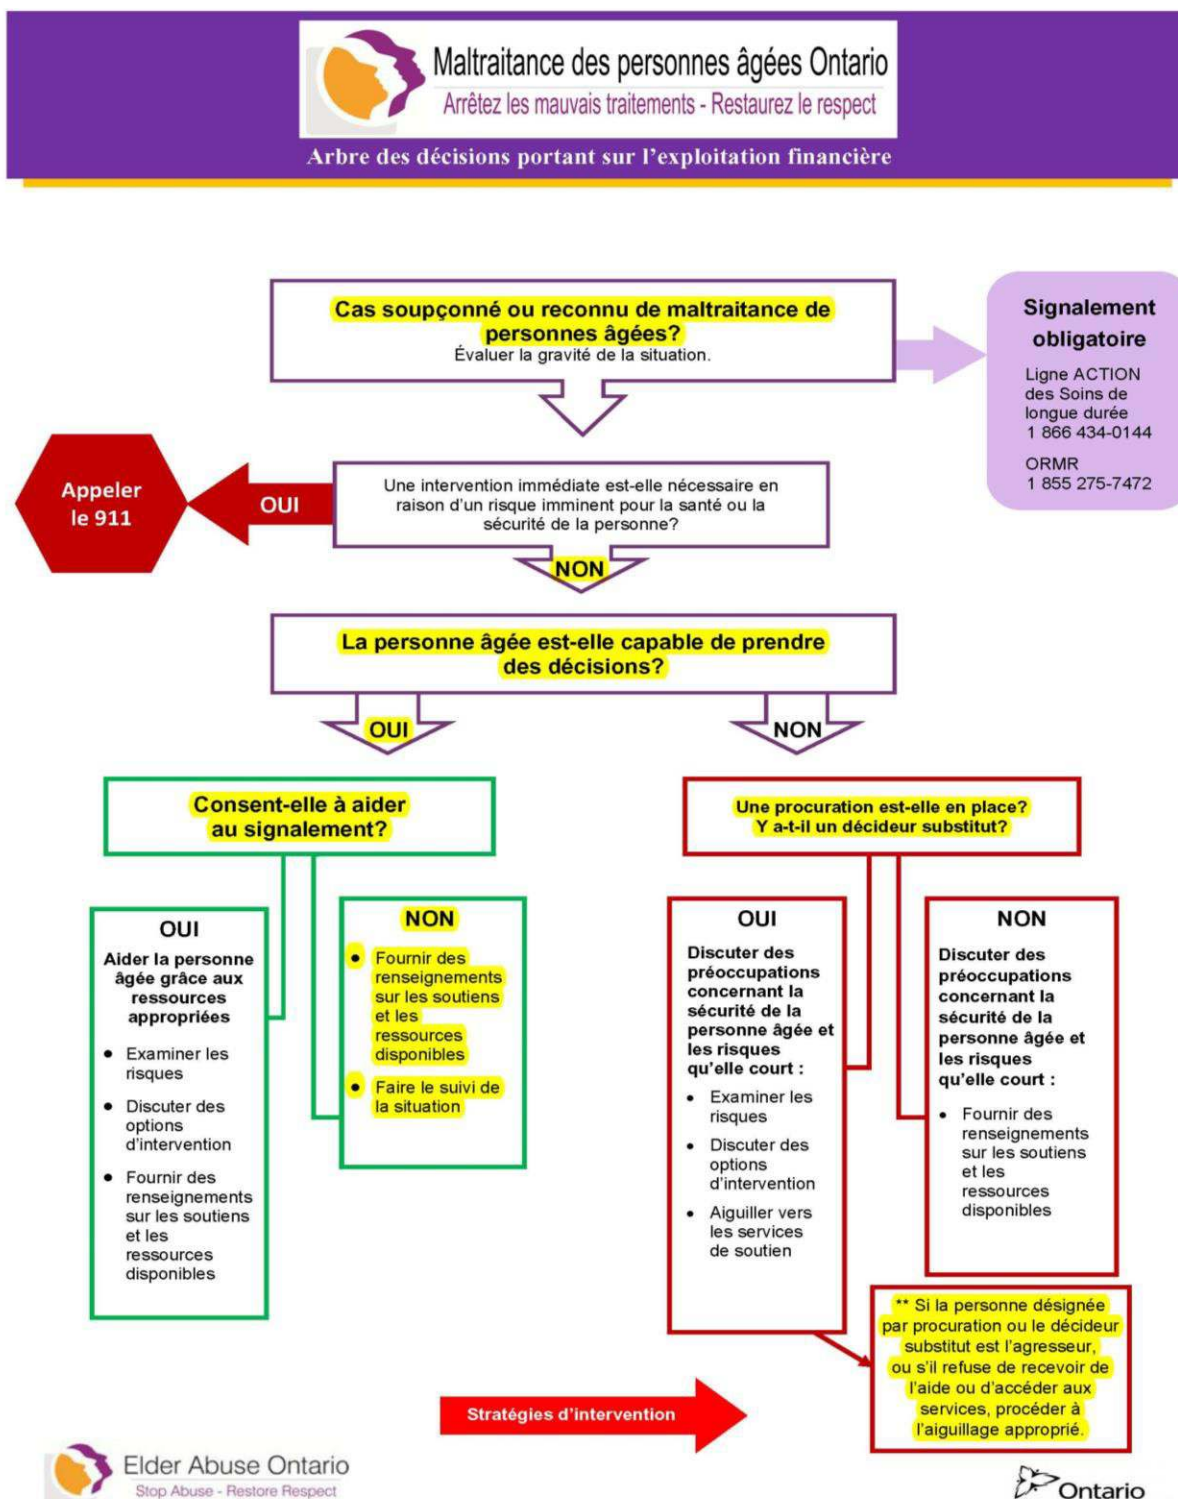 Maltraitance des personnes âgées Ontario
Arrêtez les mauvais traitements - Restaurez le respect
Arbre des décisions portant sur l'exploitation financière
Cas soupçonné ou reconnu de maltraitance de
personnes âgées?
Évaluer la gravité de la situation.
Signalement
obligatoire
Ligne ACTION
des Soins de
longue durée
1 866 434-0144
ORMR
1 855 275-7472
Une intervention immédiate est-elle nécessaire en
raison d'un risque imminent pour la santé ou la
sécurité de la personne?
OUI
Appeler
le 911
NON
La personne âgée est-elle capable de prendre
des décisions?
OUI
NON
Consent-elle à aider
au signalement?
Une procuration est-elle en place?
Y a-t-il un décideur substitut?
OUI
Aider la personne
âgée grâce aux
ressources
appropriées
• Examiner les
risques
• Discuter des
options
d'intervention
• Fournir des
renseignements
sur les soutiens
et les
ressources
disponibles
NON
• Fournir des
renseignements
sur les soutiens
et les
ressources
disponibles
• Faire le suivi de
la situation
OUI
Discuter des
préoccupations
concernant la
sécurité de la
personne âgée et
les risques
qu'elle court :
• Examiner les
risques
• Discuter des
options
d'intervention
• Aiguiller vers
les services
de soutien
NON
Discuter des
préoccupations
concernant la
sécurité de la
personne âgée et
les risques
qu'elle court :
• Fournir des
renseignements
sur les soutiens
et les
ressources
disponibles
** Si la personne désignée
par procuration ou le décideur
substitut est l'agresseur,
ou s'il refuse de recevoir de
l'aide ou d'accéder aux
services, procéder à
l'aiguillage approprié.
Stratégies d'intervention
Elder Abuse Ontario
Stop Abuse - Restore Respect
Ontario